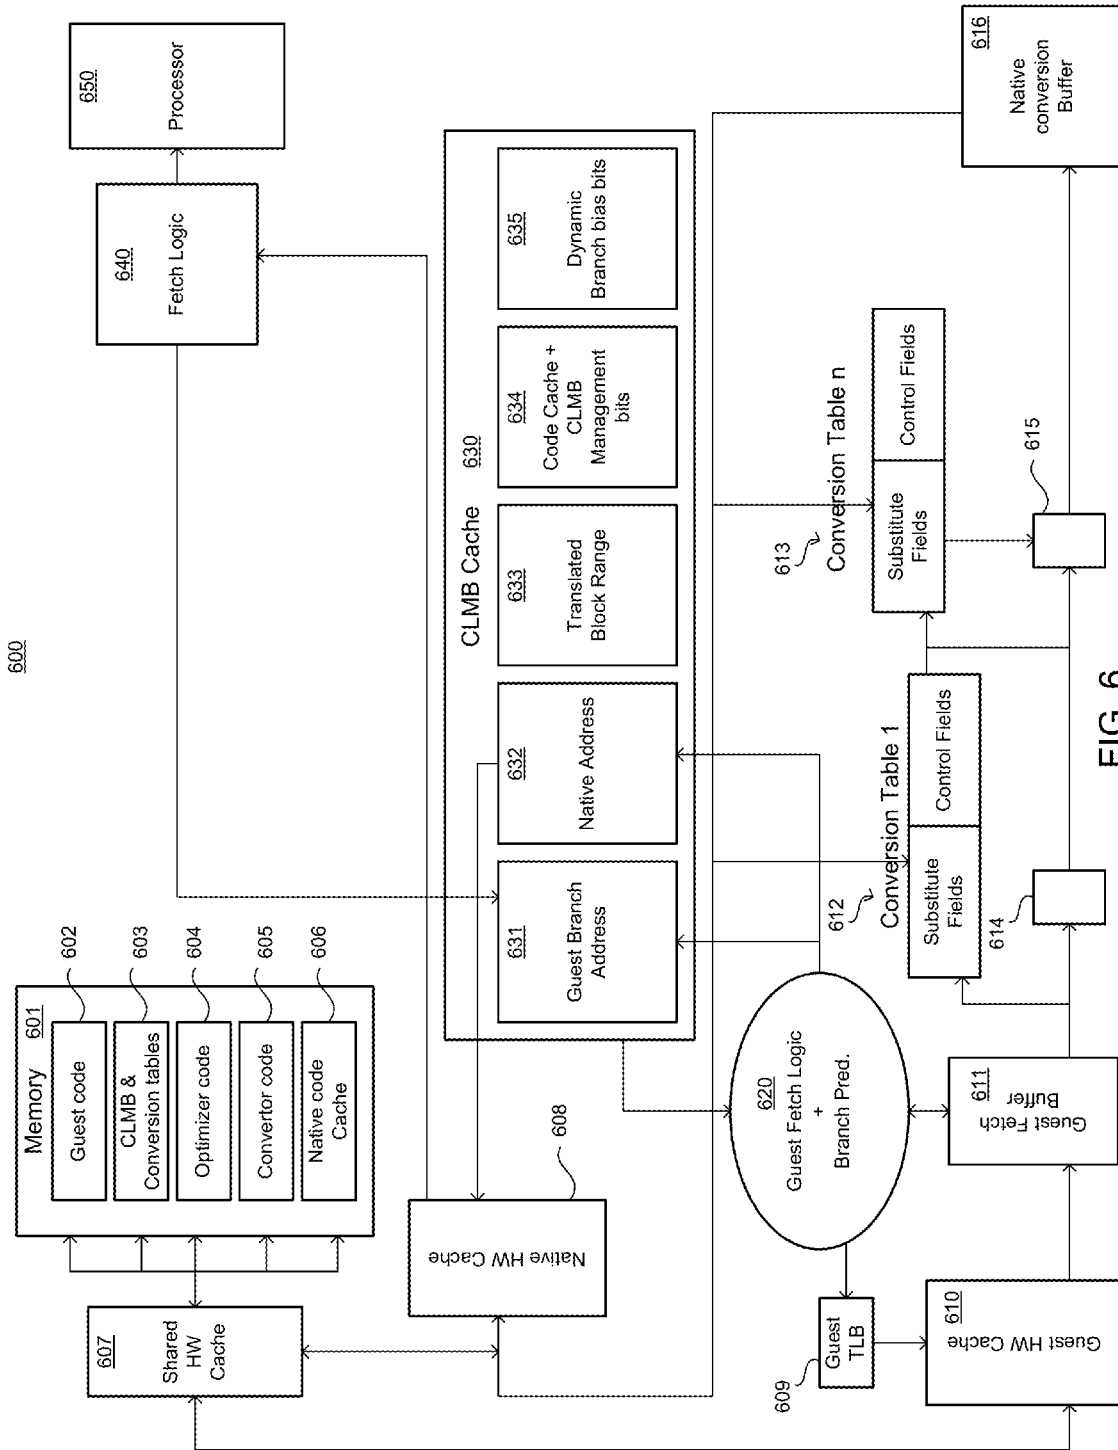 600
Memory
601
Guest code
CLMB &
Conversion tables
Optimizer code
Convertor code
Native code
Cache
602
603
604
605
606
607
Shared
HW
Cache
640
Fetch Logic
650
Processor
608
Native HW Cache
CLMB Cache
630
631
Guest Branch
Address
632
Native Address
633
Translated
Block Range
634
Code Cache +
CLMB
Management
bits
635
Dynamic
Branch bias bits
620
Guest Fetch Logic
+
Branch Pred.
609
Guest
TLB
610
Guest HW Cache
611
Guest Fetch
Buffer
612
Conversion Table 1
Substitute
Fields
Control Fields
614
613
Conversion Table n
Substitute
Fields
Control Fields
615
616
Native
conversion
Buffer
FIG. 6